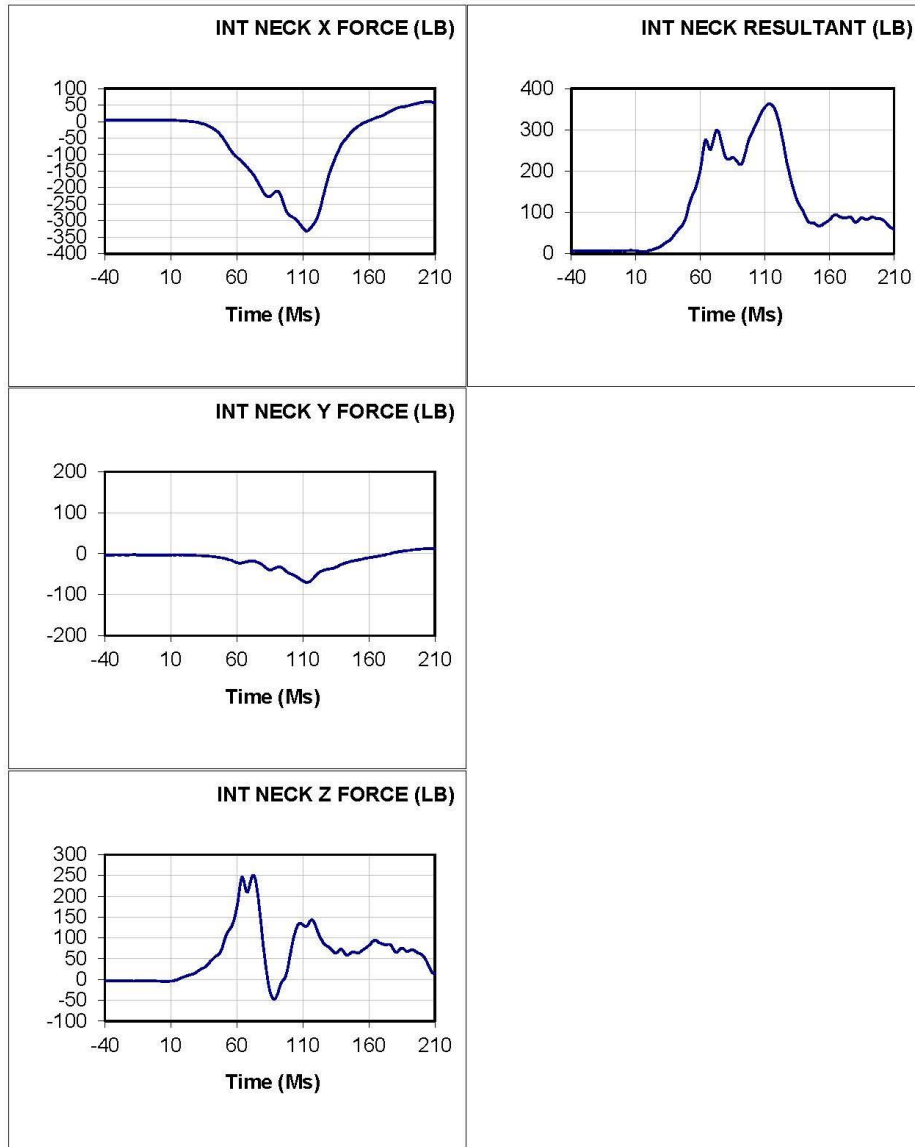 INT NECK X FORCE (LB)
100
50
0
-50
-100
-150
-200
-250
-300
-350
-400
-40 10 60 110 160 210
Time (Ms)
INT NECK RESULTANT (LB)
400
300
200
100
0
-40 10 60 110 160 210
Time (Ms)
INT NECK Y FORCE (LB)
200
100
0
-100
-200
-40 10 60 110 160 210
Time (Ms)
INT NECK Z FORCE (LB)
300
250
200
150
100
50
0
-50
-100
-40 10 60 110 160 210
Time (Ms)